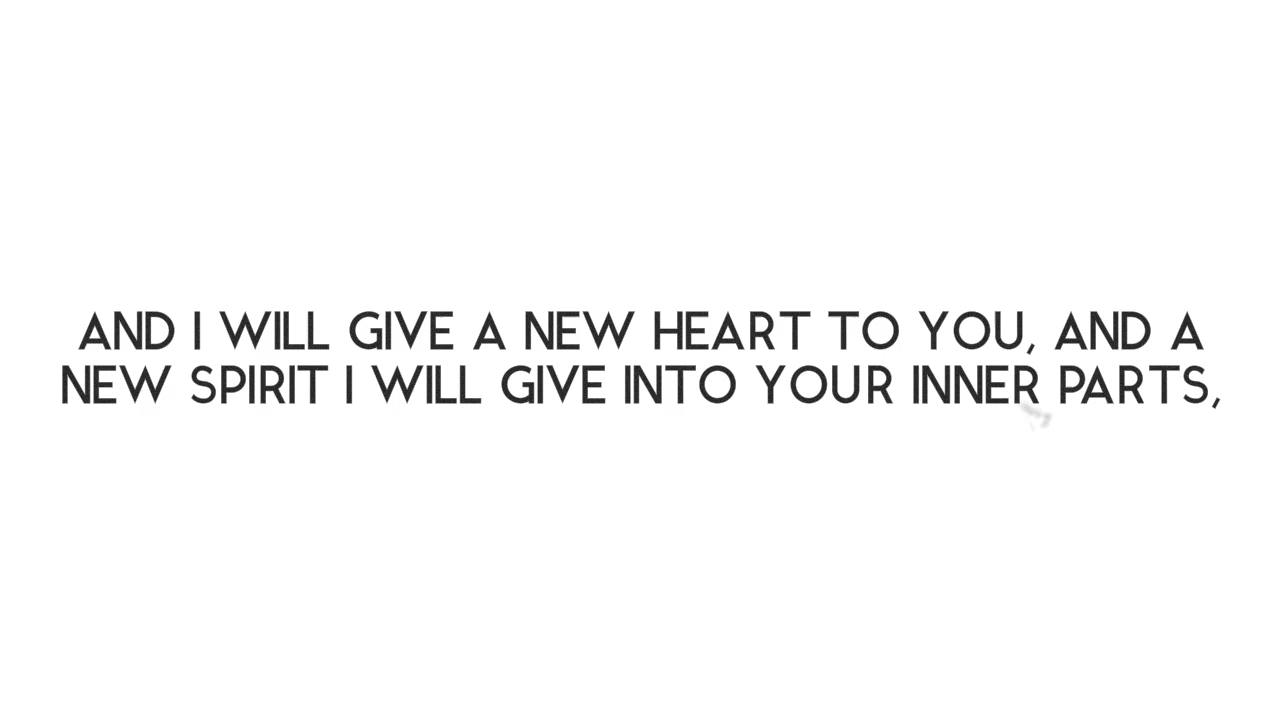 AND I WILL GIVE A NEW HEART TO YOU, AND A
NEW SPIRIT I WILL GIVE INTO YOUR INNER PARTS,